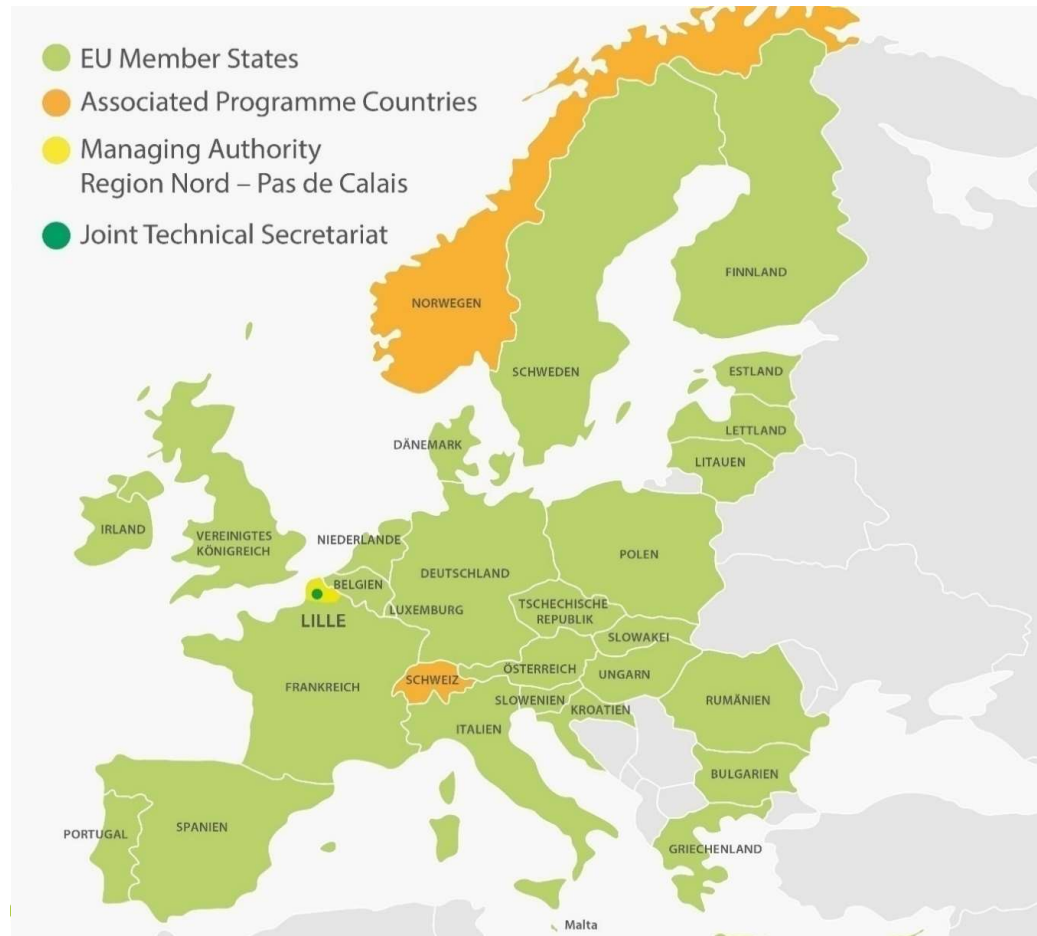 EU Member States
Associated Programme Countries
Managing Authority
Region Nord – Pas de Calais
Joint Technical Secretariat
FINNLAND
NORWEGEN
SCHWEDEN
ESTLAND
LETTLAND
DÄNEMARK
LITAUEN
IRLAND
VEREINIGTES
KÖNIGREICH
NIEDERLANDE
POLEN
DEUTSCHLAND
BELGIEN
LUXEMBURG
TSCHECHISCHE
REPUBLIK
LILLE
SLOWAKEI
ÖSTERREICH
UNGARN
SCHWEIZ
FRANKREICH
SLOWENIEN
KROATIEN
RUMÄNIEN
ITALIEN
BULGARIEN
SPANIEN
PORTUGAL
GRIECHENLAND
Malta